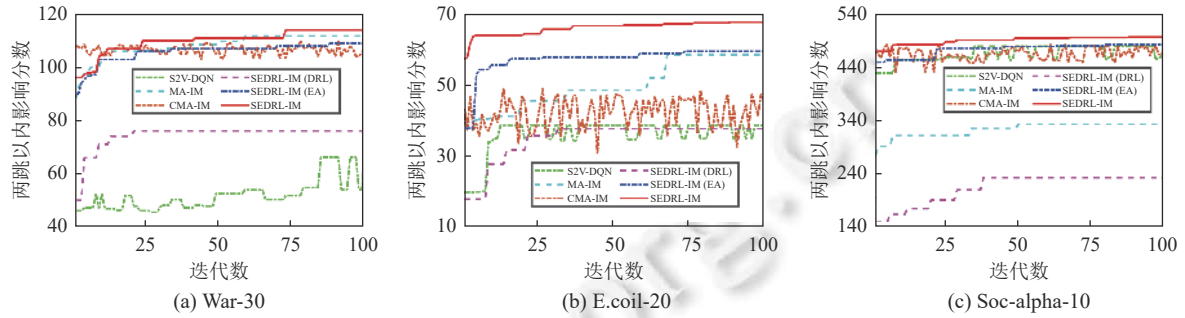 两跳以内影响分数
120
100
80
60
40
S2V-DQN
MA-IM
CMA-IM
SEDRL-IM (DRL)
SEDRL-IM (EA)
SEDRL-IM
25
50
75
100
迭代数
(a) War-30
两跳以内影响分数
70
50
30
10
S2V-DQN
MA-IM
CMA-IM
SEDRL-IM (DRL)
SEDRL-IM (EA)
SEDRL-IM
25
50
75
100
迭代数
(b) E.coil-20
两跳以内影响分数
540
440
340
240
140
S2V-DQN
MA-IM
CMA-IM
SEDRL-IM (DRL)
SEDRL-IM (EA)
SEDRL-IM
25
50
75
100
迭代数
(c) Soc-alpha-10